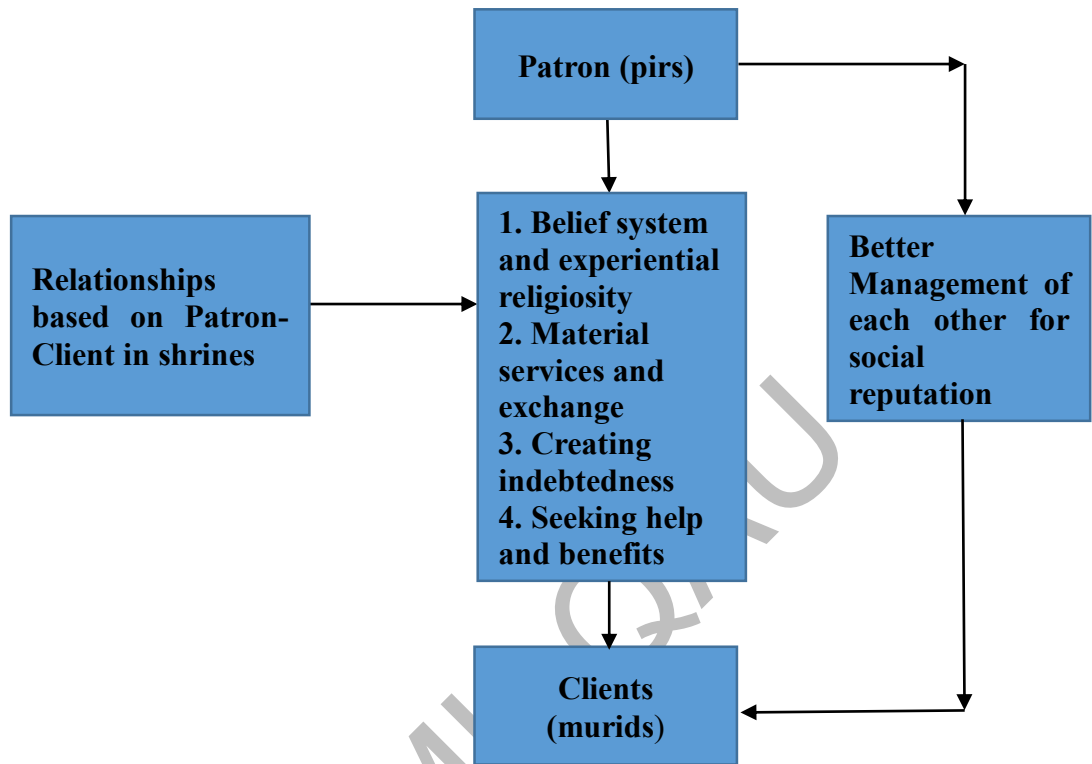 Patron (pirs)
Relationships
based on Patron-
Client in shrines
1. Belief system
and experiential
religiosity
2. Material
services and
exchange
3. Creating
indebtedness
4. Seeking help
and benefits
Better
Management of
each other for
social
reputation
Clients
(murids)
QAU